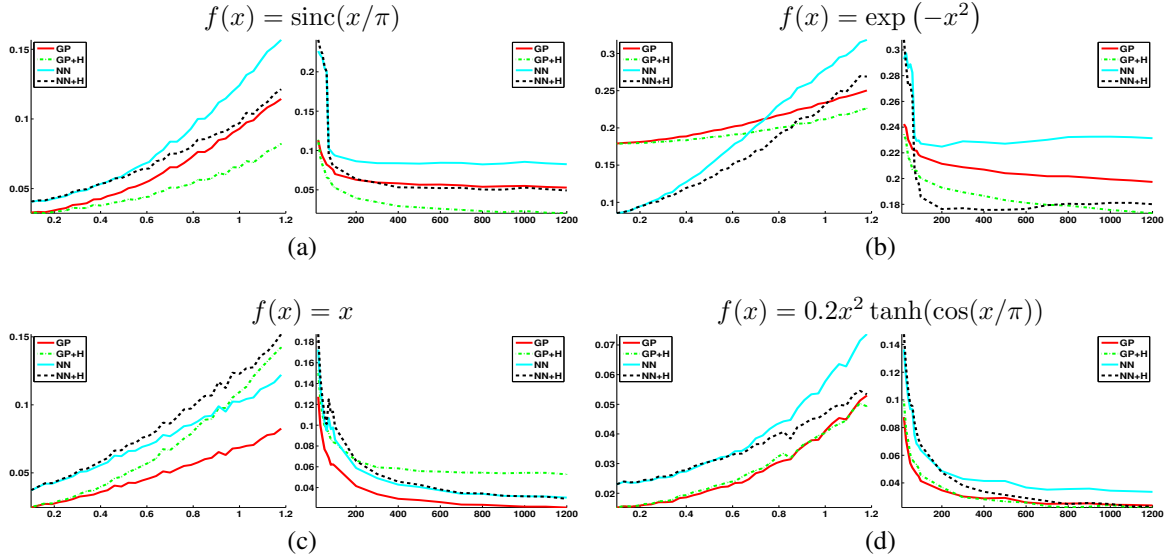 f(x) = sinc(x/π)
0.15
0.1
0.05
GP
GP+H
NN
NN+H
0.2 0.4 0.6 0.8 1 1.2
0.2
0.15
0.1
0.05
GP
GP+H
NN
NN+H
200 400 600 800 1000 1200
(a)
f(x) = exp (−x²)
0.3
0.25
0.2
0.15
0.1
GP
GP+H
NN
NN+H
0.2 0.4 0.6 0.8 1 1.2
0.3
0.28
0.26
0.24
0.22
0.2
0.18
GP
GP+H
NN
NN+H
200 400 600 800 1000 1200
(b)
f(x) = x
0.15
0.1
0.05
GP
GP+H
NN
NN+H
0.2 0.4 0.6 0.8 1 1.2
0.18
0.16
0.14
0.12
0.1
0.08
0.06
0.04
GP
GP+H
NN
NN+H
200 400 600 800 1000 1200
(c)
f(x) = 0.2x² tanh(cos(x/π))
0.07
0.06
0.05
0.04
0.03
0.02
GP
GP+H
NN
NN+H
0.2 0.4 0.6 0.8 1 1.2
0.14
0.12
0.1
0.08
0.06
0.04
GP
GP+H
NN
NN+H
200 400 600 800 1000 1200
(d)